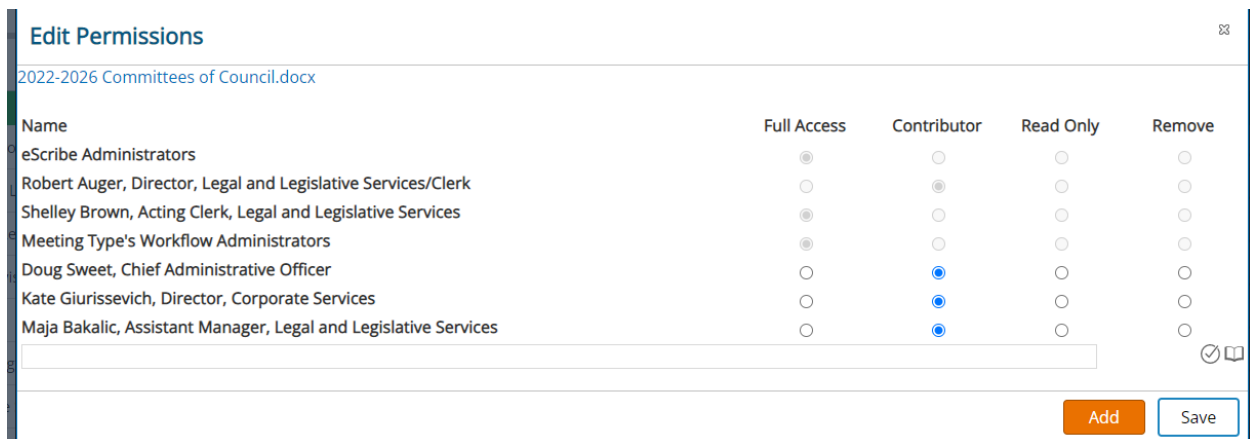 Edit Permissions
2022-2026 Committees of Council.docx
Name Full Access Contributor Read Only Remove
eScribe Administrators
Robert Auger, Director, Legal and Legislative Services/Clerk
Shelley Brown, Acting Clerk, Legal and Legislative Services
Meeting Type's Workflow Administrators
Doug Sweet, Chief Administrative Officer
Kate Giurissevich, Director, Corporate Services
Maja Bakalic, Assistant Manager, Legal and Legislative Services
Add Save